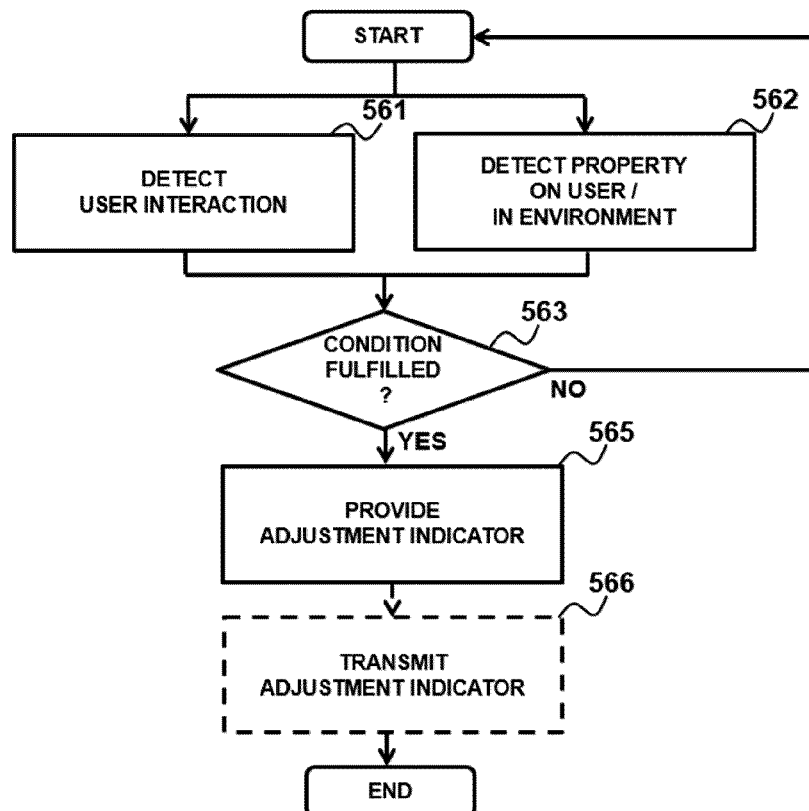 START
561
562
DETECT
USER INTERACTION
DETECT PROPERTY
ON USER /
IN ENVIRONMENT
563
CONDITION
FULFILLED
?
NO
YES
565
PROVIDE
ADJUSTMENT INDICATOR
566
TRANSMIT
ADJUSTMENT INDICATOR
END